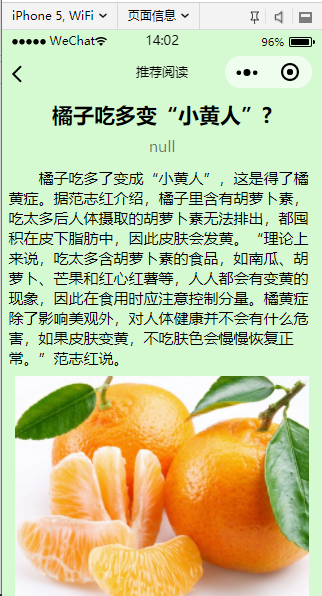 iPhone 5, WiFi 页面信息
WeChat 14:02 96%
推荐阅读
橘子吃多变“小黄人”？
null
橘子吃多了变成“小黄人”，这是得了橘
黄症。据范志红介绍，橘子里含有胡萝卜素，
吃太多后人体摄取的胡萝卜素无法排出，都囤
积在皮下脂肪中，因此皮肤会发黄。“理论上
来说，吃太多含胡萝卜素的食品，如南瓜、胡
萝卜、芒果和红心红薯等，人人都会有变黄的
现象，因此在食用时应注意控制分量。橘黄症
除了影响美观外，对人体健康并不会有什么危
害，如果皮肤变黄，不吃肤色会慢慢恢复正
常。”范志红说。